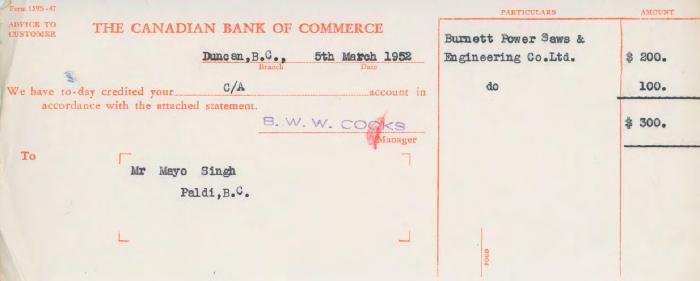 Form 1395-47
ADVICE TO
CUSTOMER
THE CANADIAN BANK OF COMMERCE
Duncan,B.C., 5th March 1952
Branch Date
We have to-day credited your C/A account in
accordance with the attached statement.
B. W. W. COCKS
Manager
To
Mr Mayo Singh
Paldi,B.C.
PARTICULARS AMOUNT
Burnett Power Saws &
Engineering Co.Ltd. $ 200.
do 100.
$ 300.
FOLD